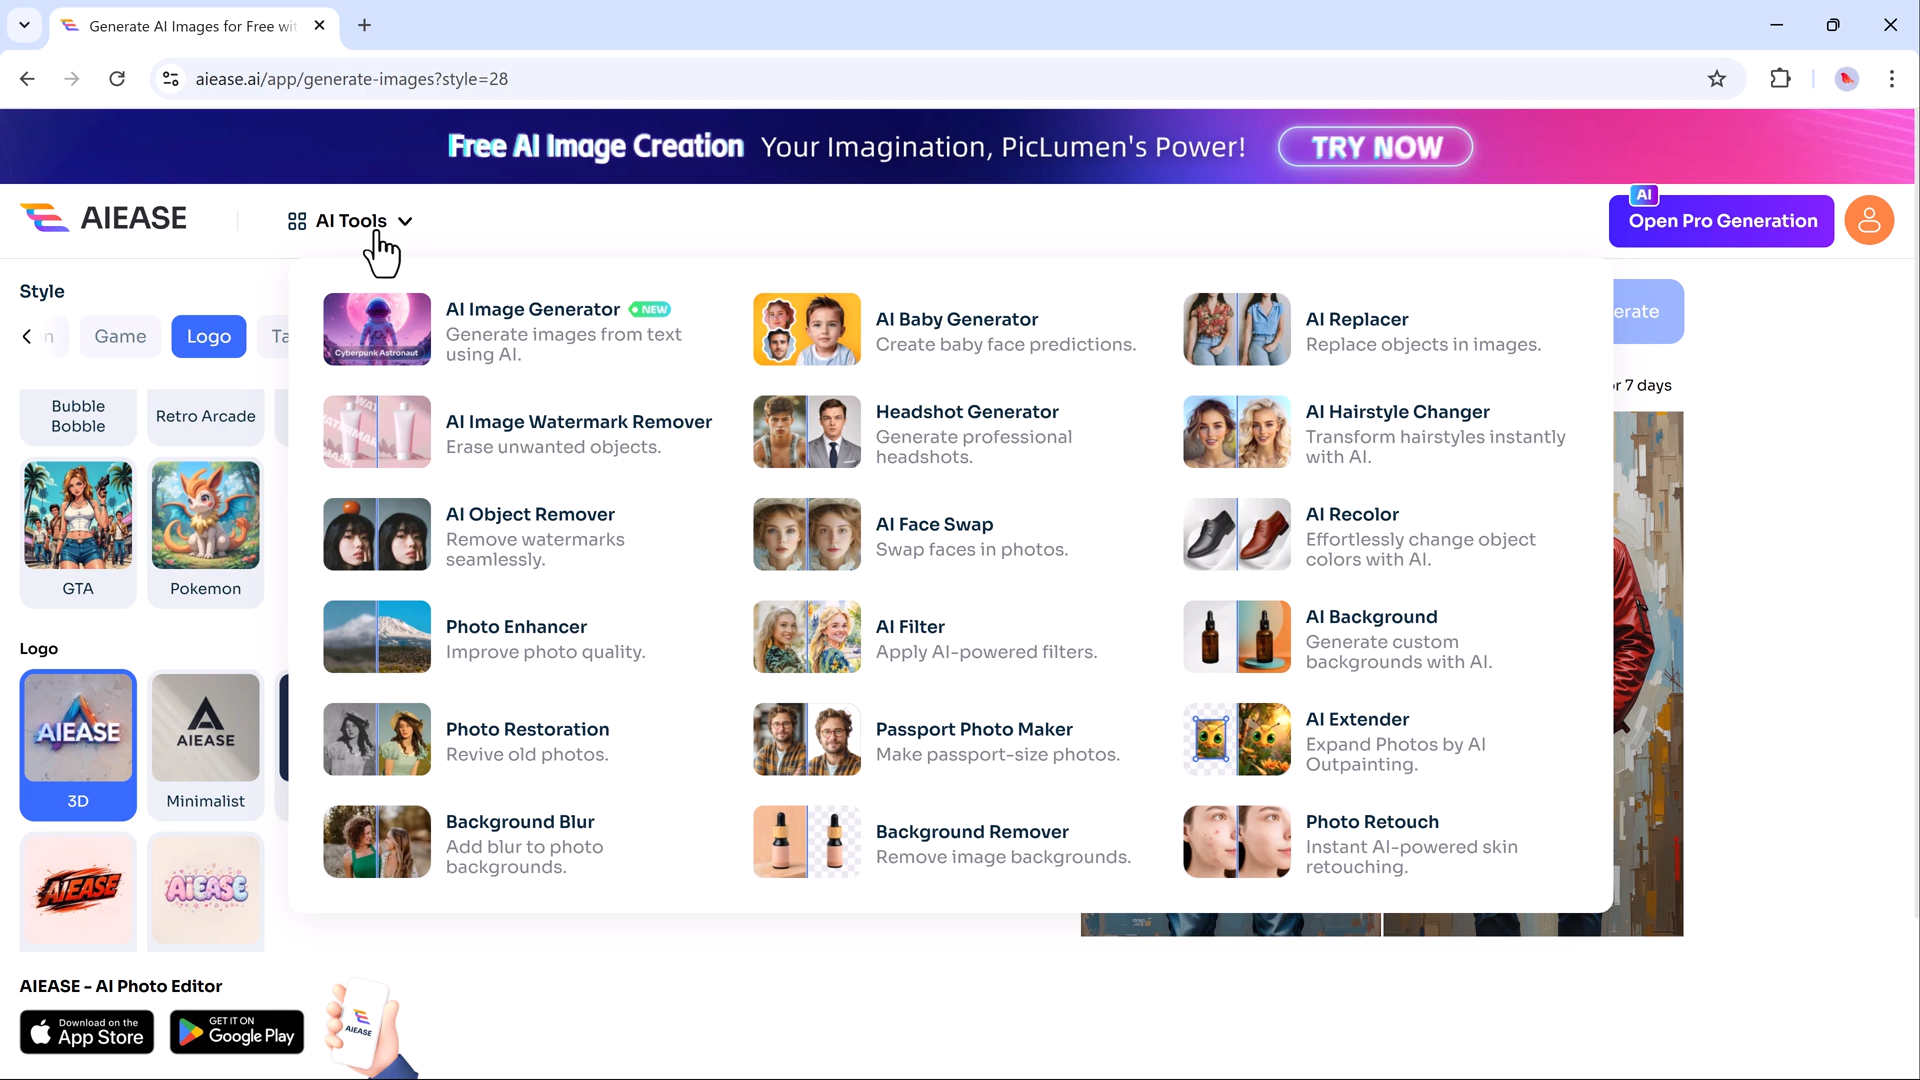 Generate AI Images for Free wit
aiease.ai/app/generate-images?style=28
Free AI Image Creation Your Imagination, PicLumen's Power! TRY NOW
AIEASE
AI Tools
AI
Open Pro Generation
Style
n
Game
Logo
Ta
Bubble
Bobble
Retro Arcade
GTA
Pokemon
Logo
AIEASE
3D
AIEASE
Minimalist
AIEASE
AIEASE
Cyberpunk Astronaut
AI Image Generator NEW
Generate images from text
using AI.
AI Baby Generator
Create baby face predictions.
AI Replacer
Replace objects in images.
WATERMARK
AI Image Watermark Remover
Erase unwanted objects.
Headshot Generator
Generate professional
headshots.
AI Hairstyle Changer
Transform hairstyles instantly
with AI.
AI Object Remover
Remove watermarks
seamlessly.
AI Face Swap
Swap faces in photos.
AI Recolor
Effortlessly change object
colors with AI.
Photo Enhancer
Improve photo quality.
AI Filter
Apply AI-powered filters.
AI Background
Generate custom
backgrounds with AI.
Photo Restoration
Revive old photos.
Passport Photo Maker
Make passport-size photos.
AI Extender
Expand Photos by AI
Outpainting.
Background Blur
Add blur to photo
backgrounds.
Background Remover
Remove image backgrounds.
Photo Retouch
Instant AI-powered skin
retouching.
erate
r 7 days
AIEASE - AI Photo Editor
Download on the
App Store
GET IT ON
Google Play
AIEASE